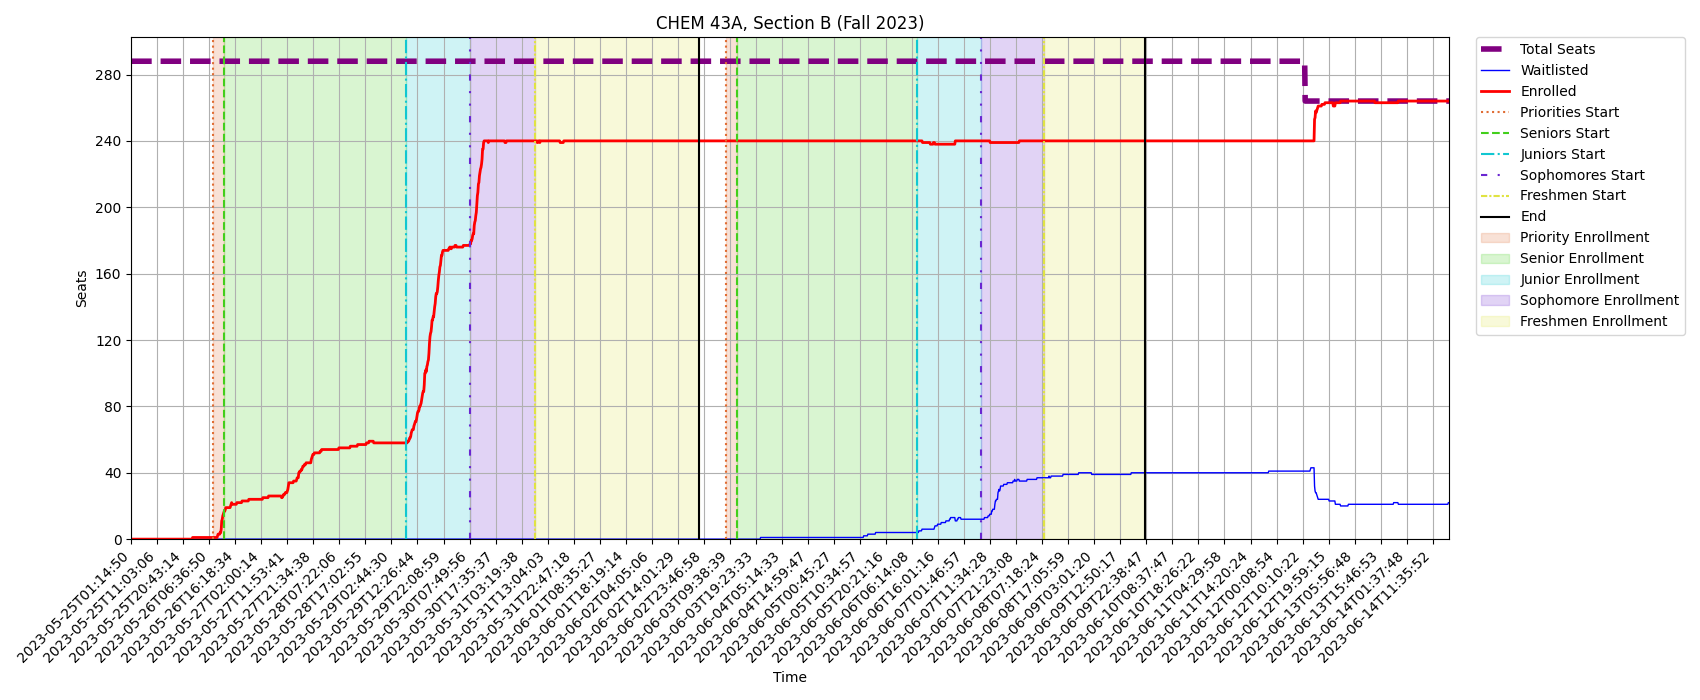 CHEM 43A, Section B (Fall 2023)
Seats
280
240
200
160
120
80
40
0
2023-05-25T01:14:50
2023-05-25T11:03:06
2023-05-25T20:43:14
2023-05-26T06:36:50
2023-05-26T16:18:34
2023-05-27T02:00:14
2023-05-27T11:53:41
2023-05-27T21:34:38
2023-05-28T07:22:06
2023-05-28T17:02:55
2023-05-29T02:44:30
2023-05-29T12:26:44
2023-05-29T22:08:59
2023-05-30T07:49:56
2023-05-30T17:35:37
2023-05-31T03:19:38
2023-05-31T13:04:03
2023-05-31T22:47:18
2023-06-01T08:35:27
2023-06-01T18:19:14
2023-06-02T04:05:06
2023-06-02T14:01:29
2023-06-02T23:46:58
2023-06-03T09:38:39
2023-06-03T19:23:33
2023-06-04T05:14:33
2023-06-04T14:59:47
2023-06-05T00:45:27
2023-06-05T10:34:57
2023-06-05T20:21:16
2023-06-06T06:14:08
2023-06-06T16:01:16
2023-06-07T01:46:57
2023-06-07T11:34:28
2023-06-07T21:23:08
2023-06-08T07:18:24
2023-06-08T17:05:59
2023-06-09T03:01:20
2023-06-09T12:50:17
2023-06-09T22:38:47
2023-06-10T08:37:47
2023-06-10T18:26:22
2023-06-11T04:29:58
2023-06-11T14:20:24
2023-06-12T00:08:54
2023-06-12T10:10:22
2023-06-12T19:59:15
2023-06-13T05:56:48
2023-06-13T15:46:53
2023-06-14T01:37:48
2023-06-14T11:35:52
Time
Total Seats
Waitlisted
Enrolled
Priorities Start
Seniors Start
Juniors Start
Sophomores Start
Freshmen Start
End
Priority Enrollment
Senior Enrollment
Junior Enrollment
Sophomore Enrollment
Freshmen Enrollment